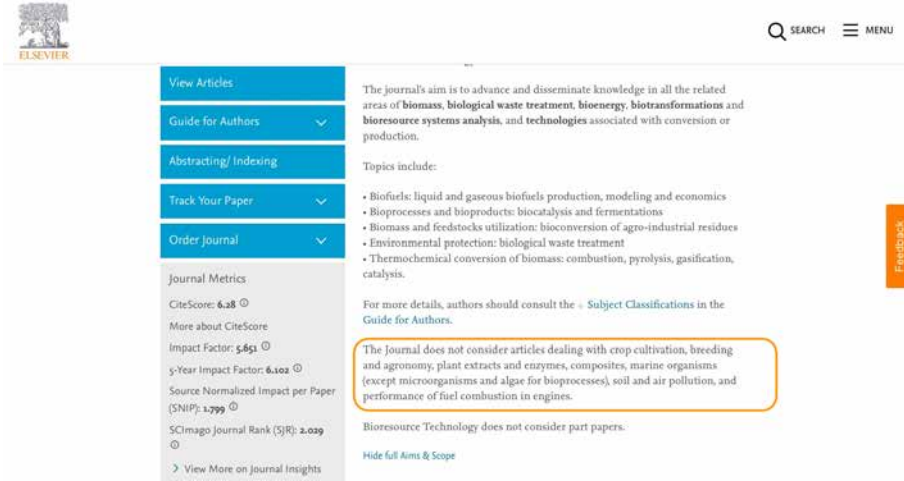 ELSEVIER
SEARCH
MENU
View Articles
Guide for Authors
Abstracting/ Indexing
Track Your Paper
Order Journal
Journal Metrics
CiteScore: 6.28
More about CiteScore
Impact Factor: 5.651
5-Year Impact Factor: 6.102
Source Normalized Impact per Paper
(SNIP): 1.799
SCImago Journal Rank (SJR): 2.029
View More on Journal Insights
The journal's aim is to advance and disseminate knowledge in all the related
areas of biomass, biological waste treatment, bioenergy, biotransformations and
bioresource systems analysis, and technologies associated with conversion or
production.
Topics include:
• Biofuels: liquid and gaseous biofuels production, modeling and economics
• Bioprocesses and bioproducts: biocatalysis and fermentations
• Biomass and feedstocks utilization: bioconversion of agro-industrial residues
• Environmental protection: biological waste treatment
• Thermochemical conversion of biomass: combustion, pyrolysis, gasification,
catalysis.
For more details, authors should consult the Subject Classifications in the
Guide for Authors.
The Journal does not consider articles dealing with crop cultivation, breeding
and agronomy, plant extracts and enzymes, composites, marine organisms
(except microorganisms and algae for bioprocesses), soil and air pollution, and
performance of fuel combustion in engines.
Bioresource Technology does not consider part papers.
Hide full Aims & Scope
Feedback